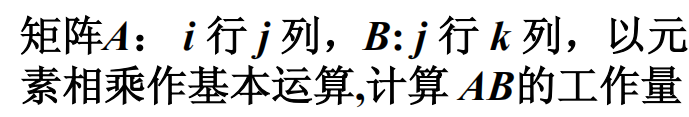 矩阵A： i 行 j 列，B: j 行 k 列，以元
素相乘作基本运算,计算 AB的工作量